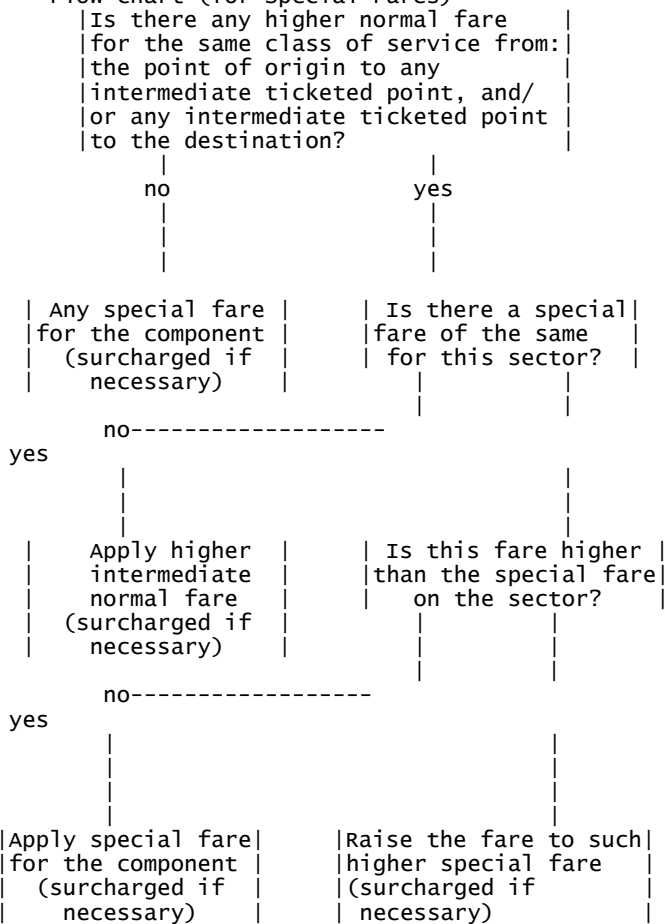 Flow Chart (for Special Fares)
|Is there any higher normal fare |
|for the same class of service from:|
|the point of origin to any |
|intermediate ticketed point, and/ |
|or any intermediate ticketed point |
|to the destination? |
| |
no yes
| |
| |
| |
| Any special fare | | Is there a special|
|for the component | |fare of the same |
| (surcharged if | | for this sector? |
| necessary) | | |
| |
no-------------------
yes
| |
| |
| |
| Apply higher | | Is this fare higher |
| intermediate | |than the special fare|
| normal fare | | on the sector? |
| (surcharged if | | |
| necessary) | | |
| |
no------------------
yes
| |
| |
| |
| |
|Apply special fare| |Raise the fare to such|
|for the component | |higher special fare |
| (surcharged if | |(surcharged if |
| necessary) | | necessary) |